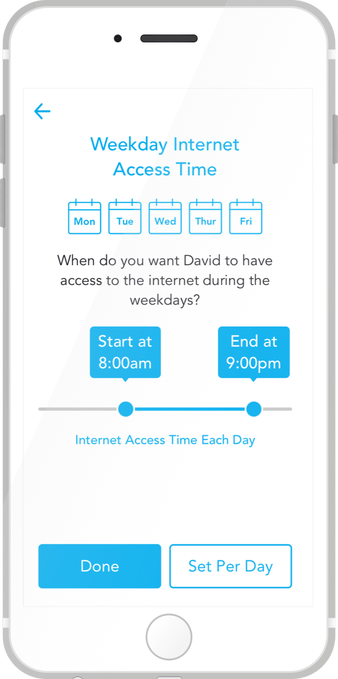 Weekday Internet
Access Time
Mon Tue Wed Thur Fri
When do you want David to have
access to the internet during the
weekdays?
Start at
8:00am
End at
9:00pm
Internet Access Time Each Day
Done
Set Per Day